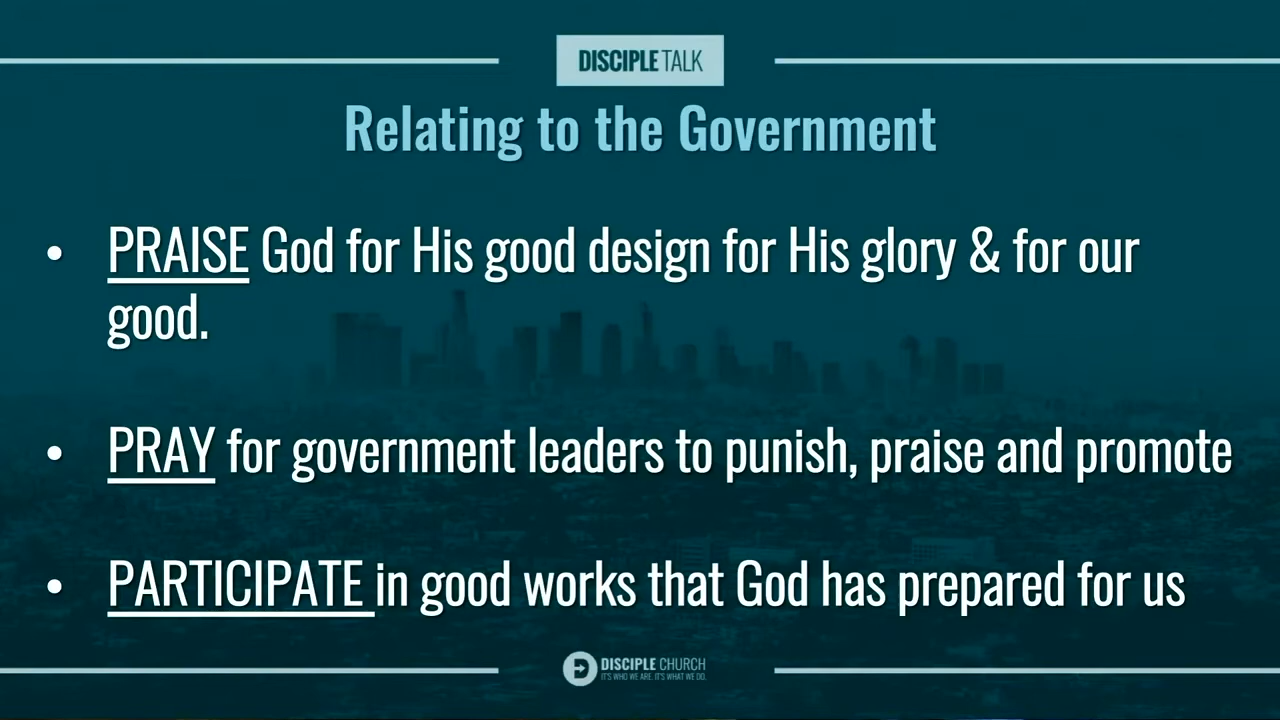 DISCIPLE TALK
Relating to the Government
• PRAISE God for His good design for His glory & for our
good.
• PRAY for government leaders to punish, praise and promote
• PARTICIPATE in good works that God has prepared for us
DISCIPLE CHURCH
IT'S WHO WE ARE. IT'S WHAT WE DO.